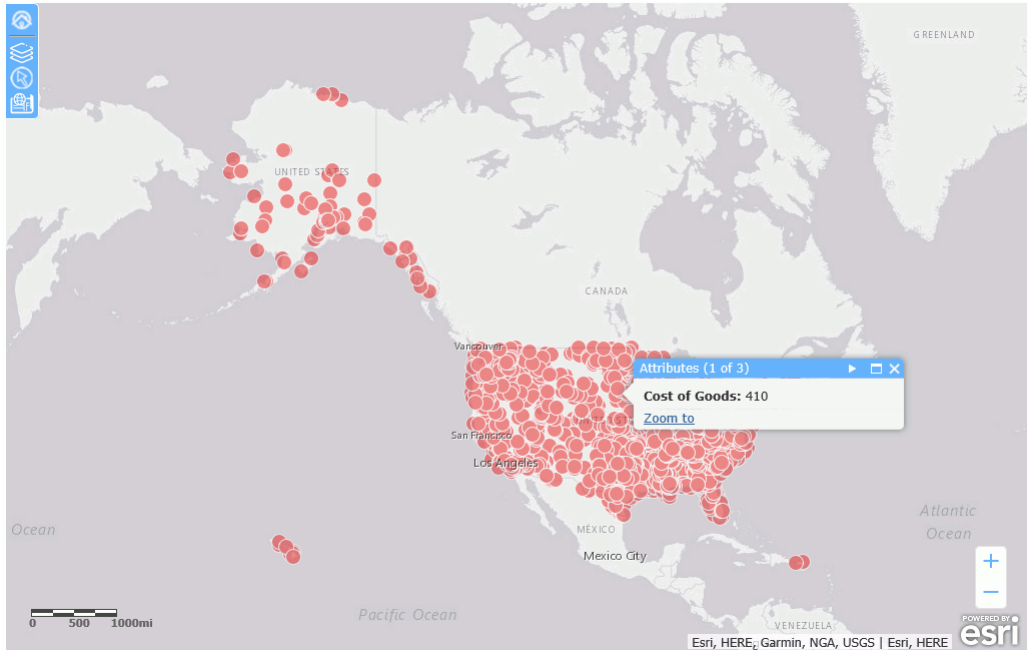 GREENLAND
UNITED STATES
CANADA
Vancouver
Attributes (1 of 3)
Cost of Goods: 410
Zoom to
San Francisco
Los Angeles
Atlantic
Ocean
Ocean
MÉXICO
Mexico City
Pacific Ocean
0 500 1000mi
VENEZUELA
POWERED BY
esri
Esri, HERE, Garmin, NGA, USGS | Esri, HERE